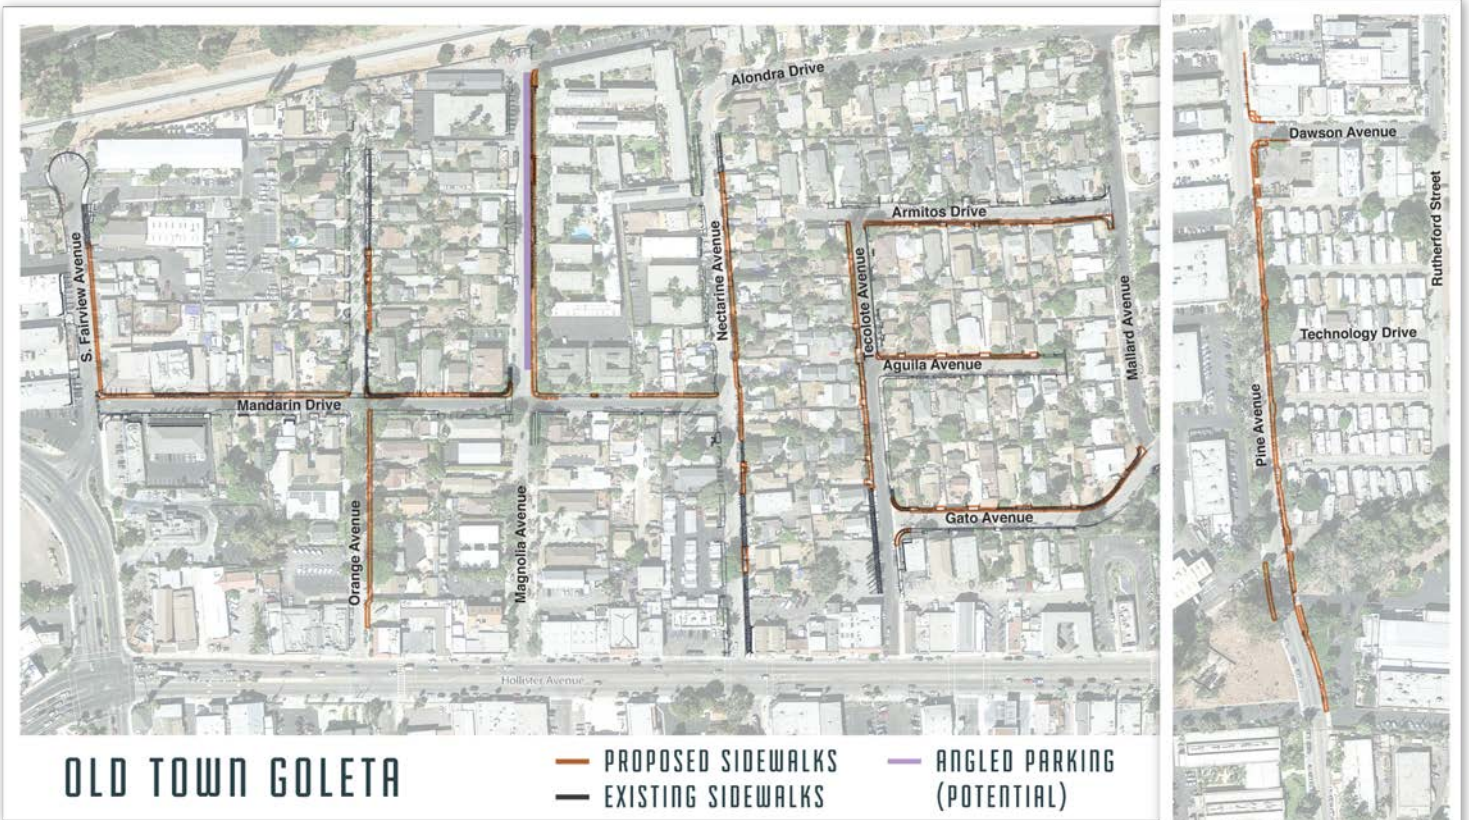 Alondra Drive
Armitos Drive
S. Fairview Avenue
Nectarine Avenue
Tecolote Avenue
Mallard Avenue
Aguila Avenue
Mandarin Drive
Orange Avenue
Magnolia Avenue
Gato Avenue
Hollister Avenue
Dawson Avenue
Rutherford Street
Technology Drive
Pine Avenue
OLD TOWN GOLETA
PROPOSED SIDEWALKS
EXISTING SIDEWALKS
ANGLED PARKING
(POTENTIAL)